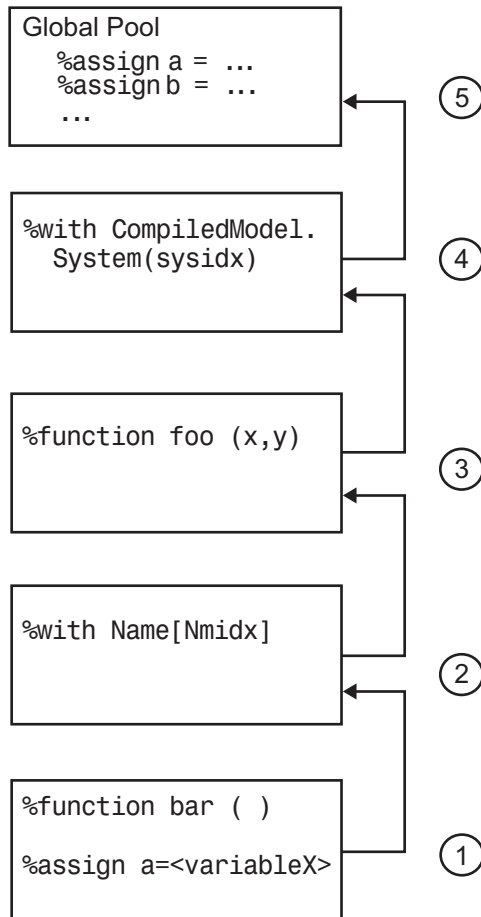 Global Pool
%assign a = ...
%assign b = ...
...
5
%with CompiledModel.
System(sysidx)
4
%function foo (x,y)
3
%with Name[Nmidx]
2
%function bar ( )
%assign a=<variableX>
1